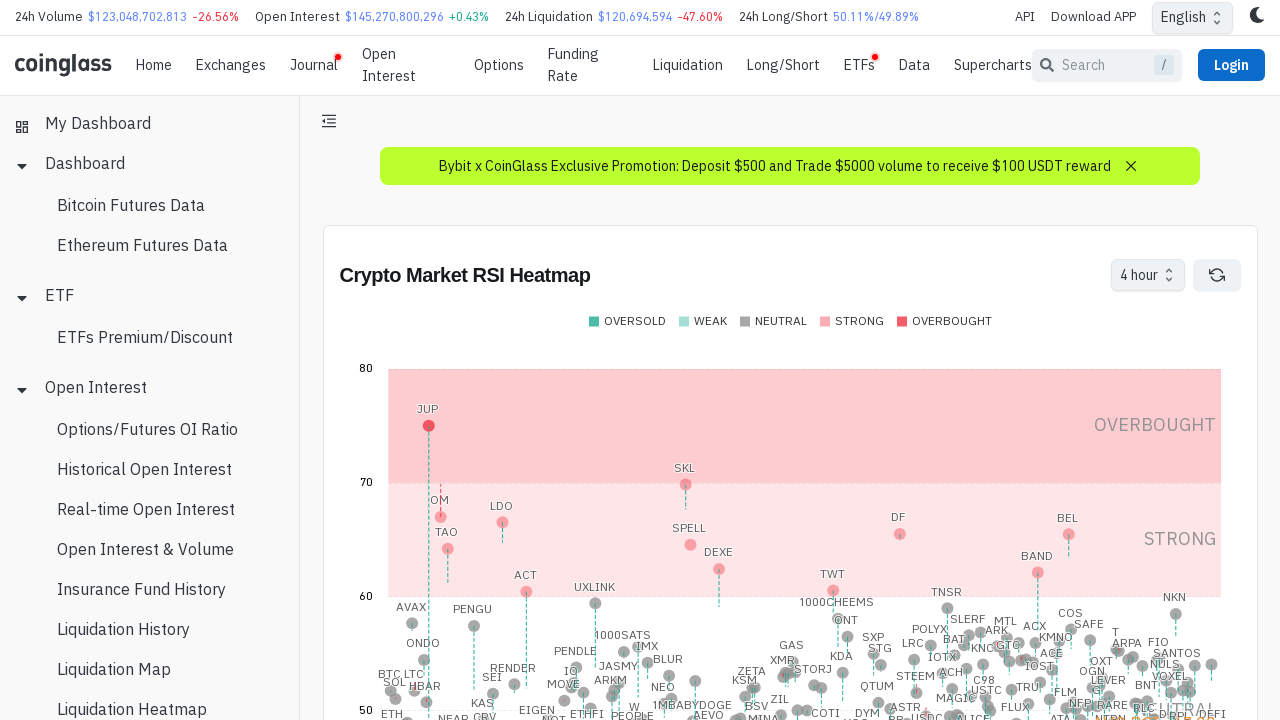 24h Volume $123,048,702,813 -26.56% Open Interest $145,270,800,296 +0.43% 24h Liquidation $120,694,594 -47.60% 24h Long/Short 50.11%/49.89% API Download APP English
coinglass Home Exchanges Journal Open Interest Options Funding Rate Liquidation Long/Short ETFs Data Supercharts Search / Login
My Dashboard
Dashboard
Bitcoin Futures Data
Ethereum Futures Data
ETF
ETFs Premium/Discount
Open Interest
Options/Futures OI Ratio
Historical Open Interest
Real-time Open Interest
Open Interest & Volume
Insurance Fund History
Liquidation History
Liquidation Map
Liquidation Heatmap
Bybit x CoinGlass Exclusive Promotion: Deposit $500 and Trade $5000 volume to receive $100 USDT reward
Crypto Market RSI Heatmap 4 hour
OVERSOLD WEAK NEUTRAL STRONG OVERBOUGHT
80
JUP
OVERBOUGHT
SKL
70
OM
LDO
DF
BEL
SPELL
TAO
STRONG
DEXE
BAND
ACT
TWT
UXLINK
TNSR
60
NKN
1000CHEEMS
AVAX
PENGU
COS
ONT
SLERF
MTL
SAFE
ACX
POLYX
ARK
T
1000SATS
SXP
KMNO
BAT
ONDO
LRC
ARPA
FIO
IMX
GAS
GTC
STG
KNC
PENDLE
ACE
SANTOS
KDA
IOTX
BLUR
XMR
OXT
JASMY
IOST
NULS
RENDER
STORJ
ZETA
OGN
BTC
LTC
IO
ACH
STEEM
SEI
VOXEL
ARKM
KSM
C98
LEVER
SOL
MOVE
HBAR
NEO
QTUM
TRU
BNT
USTC
FLM
MAGIC
ZIL
KAS
NFP
RARE
1MBABYDOGE
BSV
ASTR
FLUX
EIGEN
50
ETH
ETHFI
W
PEOPLE
AEVO
COTI
DYM
DEFI
NEAR
CRV
NOT
MINA
USDC
ALICE
ATA
NTRN